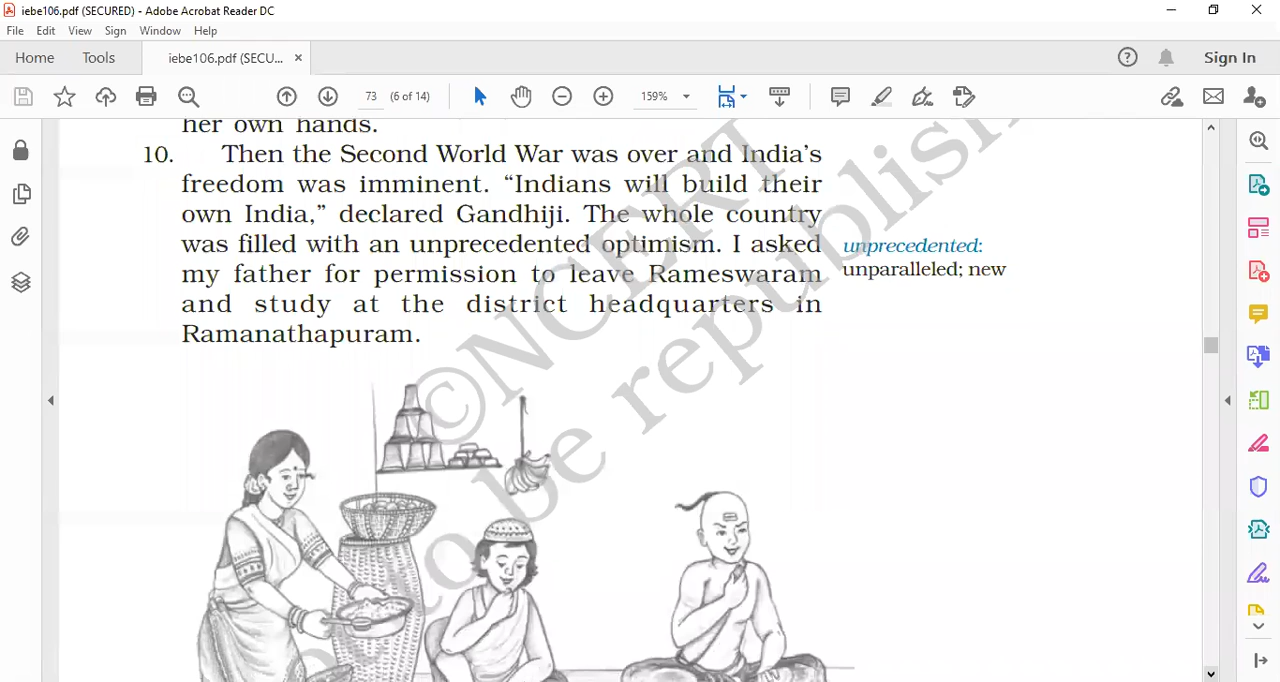 iebe106.pdf (SECURED) - Adobe Acrobat Reader DC
File Edit View Sign Window Help
Home Tools iebe106.pdf (SECU... × Sign In
73 (6 of 14) 159%
her own hands.
10. Then the Second World War was over and India's
freedom was imminent. “Indians will build their
own India,” declared Gandhiji. The whole country
was filled with an unprecedented optimism. I asked
my father for permission to leave Rameswaram
and study at the district headquarters in
Ramanathapuram.
unprecedented:
unparalleled; new
©NCERT
to be republish